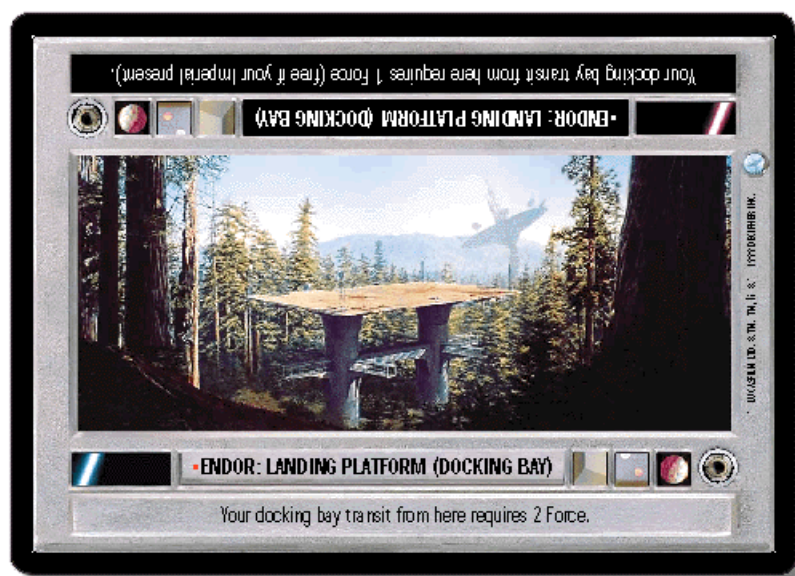 Your docking bay transit from here requires 1 Force (free if your Imperial present).
•ENDOR: LANDING PLATFORM (DOCKING BAY)
•ENDOR: LANDING PLATFORM (DOCKING BAY)
Your docking bay transit from here requires 2 Force.